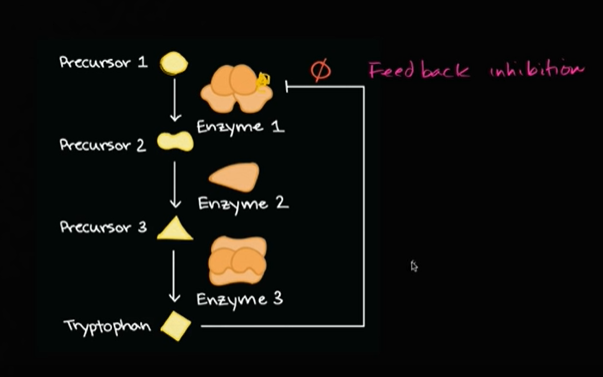 Precursor 1
Ø Feedback inhibition
Enzyme 1
Precursor 2
Enzyme 2
Precursor 3
Enzyme 3
Tryptophan